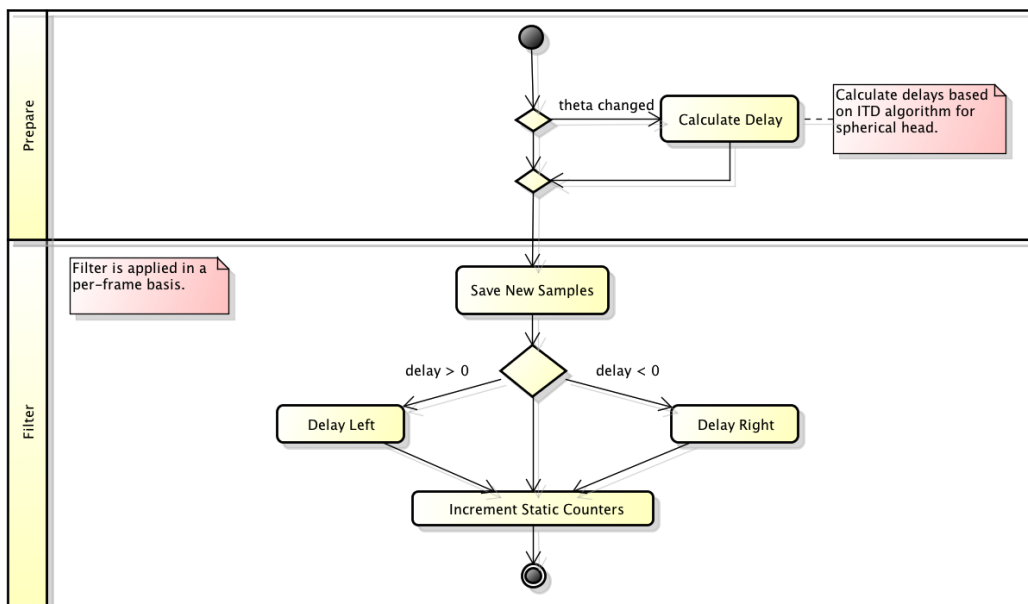 Prepare
theta changed
Calculate Delay
Calculate delays based
on ITD algorithm for
spherical head.
Filter
Filter is applied in a
per-frame basis.
Save New Samples
delay > 0
delay < 0
Delay Left
Delay Right
Increment Static Counters